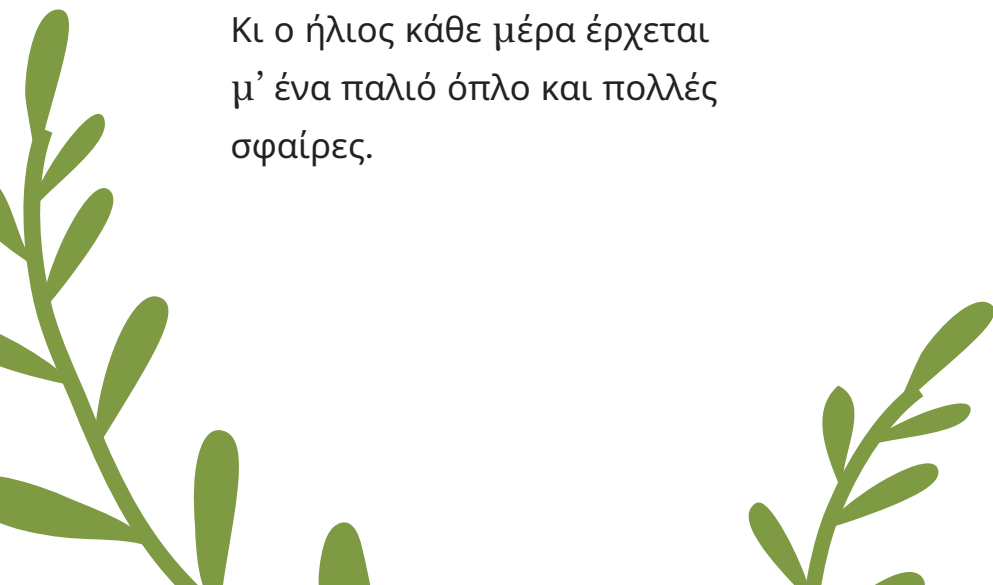 Κι ο ήλιος κάθε μέρα έρχεται
μ’ ένα παλιό όπλο και πολλές
σφαίρες.